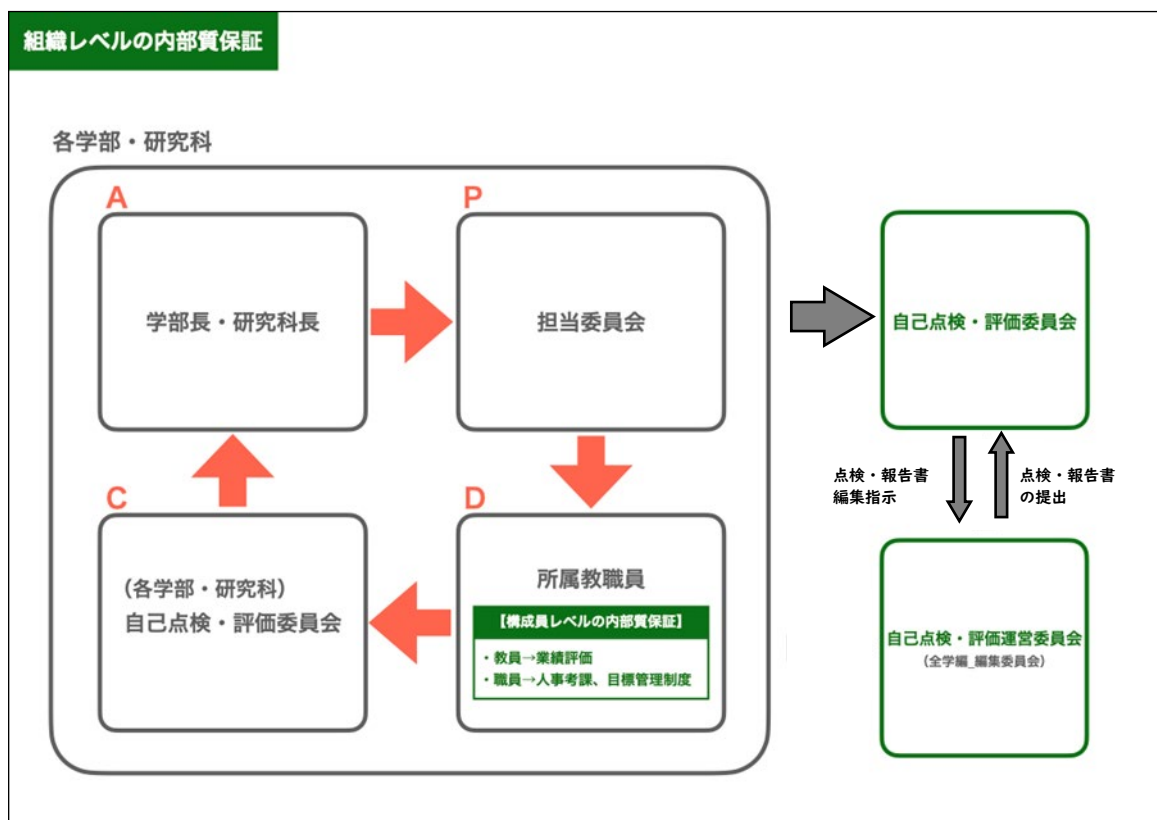 組織レベルの内部質保証
各学部・研究科
A
学部長・研究科長
P
担当委員会
C
(各学部・研究科)
自己点検・評価委員会
D
所属教職員
【構成員レベルの内部質保証】
・教員→業績評価
・職員→人事考課、目標管理制度
自己点検・評価委員会
点検・報告書
編集指示
点検・報告書
の提出
自己点検・評価運営委員会
(全学編_編集委員会)